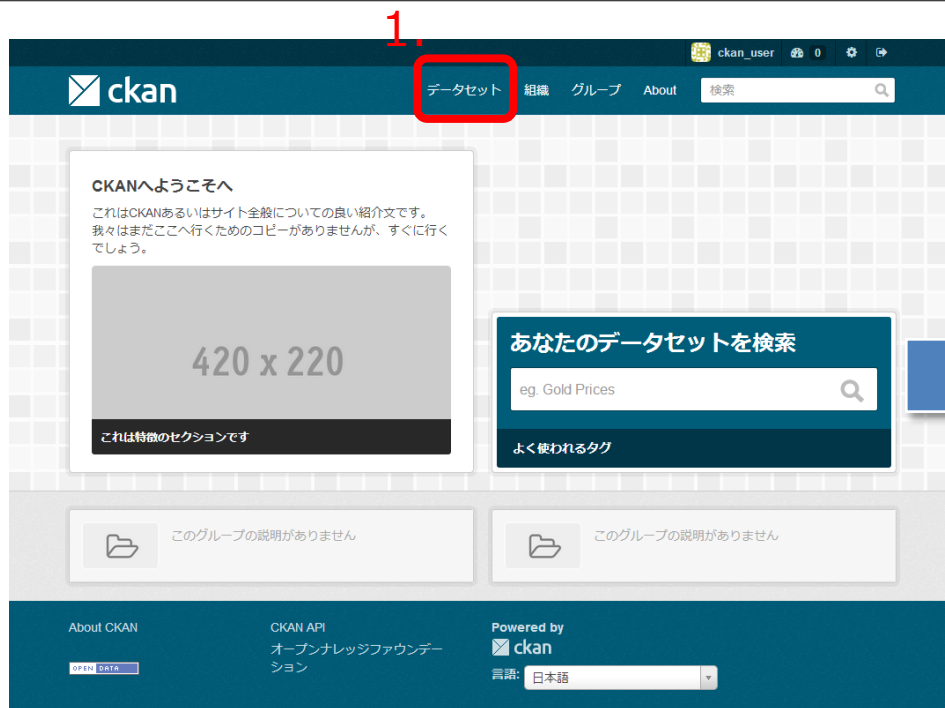 1.
ckan_user 0
ckan
データセット 組織 グループ About 検索
CKANへようこそへ
これはCKANあるいはサイト全般についての良い紹介文です。
我々はまだここへ行くためのコピーがありませんが、すぐに行く
でしょう。
420 x 220
これは特徴のセクションです
あなたのデータセットを検索
eg. Gold Prices
よく使われるタグ
このグループの説明がありません
このグループの説明がありません
About CKAN
OPEN DATA
CKAN API
オープンナレッジファウンデー
ション
Powered by
ckan
言語: 日本語